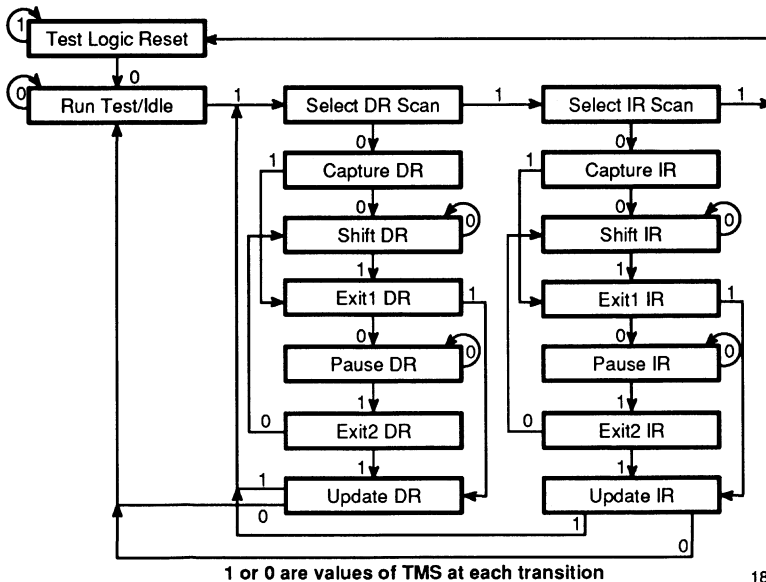 1
Test Logic Reset
0
0
Run Test/Idle
1
Select DR Scan
1
Select IR Scan
1
0
0
1
Capture DR
1
Capture IR
0
0
Shift DR
0
Shift IR
0
1
1
Exit1 DR
1
Exit1 IR
1
0
0
Pause DR
0
Pause IR
0
1
1
0
Exit2 DR
0
Exit2 IR
1
1
1
Update DR
Update IR
0
1
0
1 or 0 are values of TMS at each transition
18